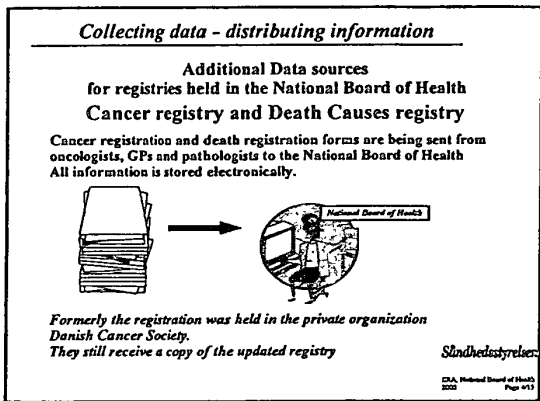 Collecting data - distributing information
Additional Data sources
for registries held in the National Board of Health
Cancer registry and Death Causes registry
Cancer registration and death registration forms are being sent from
oncologists, GPs and pathologists to the National Board of Health
All information is stored electronically.
National Board of Health
Formerly the registration was held in the private organization
Danish Cancer Society.
They still receive a copy of the updated registry
National Board of Health
Page 4/15